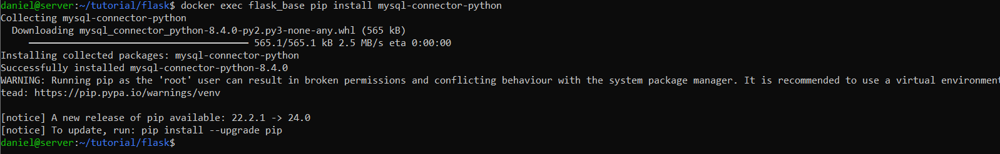 daniel@server:~/tutorial/flask$ docker exec flask_base pip install mysql-connector-python
Collecting mysql-connector-python
  Downloading mysql_connector_python-8.4.0-py2.py3-none-any.whl (565 kB)
     ━━━━━━━━━━━━━━━━━━━━━━━━━━━━━━━━━━━━━━━ 565.1/565.1 kB 2.5 MB/s eta 0:00:00
Installing collected packages: mysql-connector-python
Successfully installed mysql-connector-python-8.4.0
WARNING: Running pip as the 'root' user can result in broken permissions and conflicting behaviour with the system package manager. It is recommended to use a virtual environment
tead: https://pip.pypa.io/warnings/venv
[notice] A new release of pip available: 22.2.1 -> 24.0
[notice] To update, run: pip install --upgrade pip
daniel@server:~/tutorial/flask$